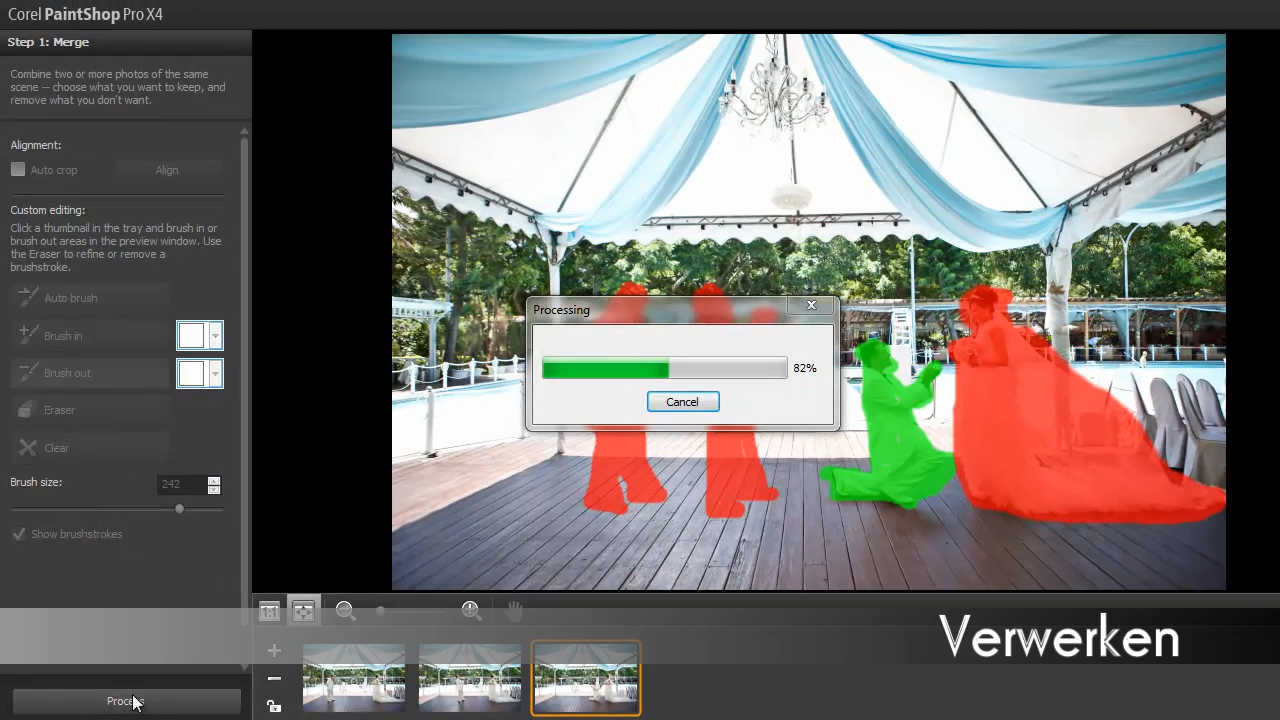 Corel PaintShop Pro X4
Step 1: Merge
Combine two or more photos of the same
scene -- choose what you want to keep, and
remove what you don't want.
Alignment:
Auto crop
Align
Custom editing:
Click a thumbnail in the tray and brush in or
brush out areas in the preview window. Use
the Eraser to refine or remove a
brushstroke.
Auto brush
Brush in
Brush out
Eraser
Clear
Brush size:
242
Show brushstrokes
Process
Processing
82%
Cancel
1:1
Verwerken